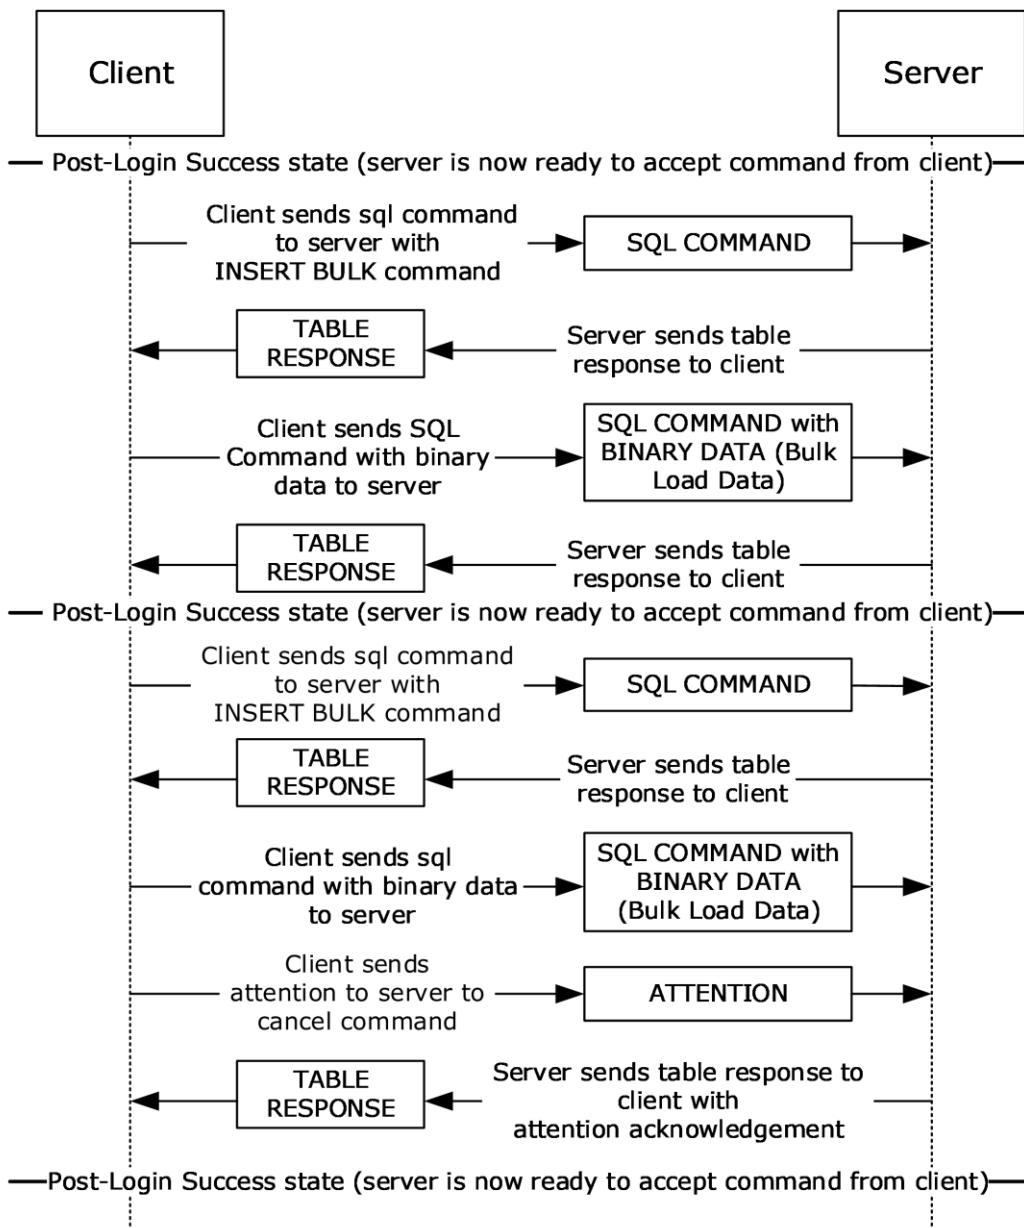 Client
Server
Post-Login Success state (server is now ready to accept command from client)
Client sends sql command
to server with
INSERT BULK command
SQL COMMAND
TABLE
RESPONSE
Server sends table
response to client
Client sends SQL
Command with binary
data to server
SQL COMMAND with
BINARY DATA (Bulk
Load Data)
TABLE
RESPONSE
Server sends table
response to client
Post-Login Success state (server is now ready to accept command from client)
Client sends sql command
to server with
INSERT BULK command
SQL COMMAND
TABLE
RESPONSE
Server sends table
response to client
Client sends sql
command with binary data
to server
SQL COMMAND with
BINARY DATA
(Bulk Load Data)
Client sends
attention to server to
cancel command
ATTENTION
TABLE
RESPONSE
Server sends table response to
client with
attention acknowledgement
Post-Login Success state (server is now ready to accept command from client)